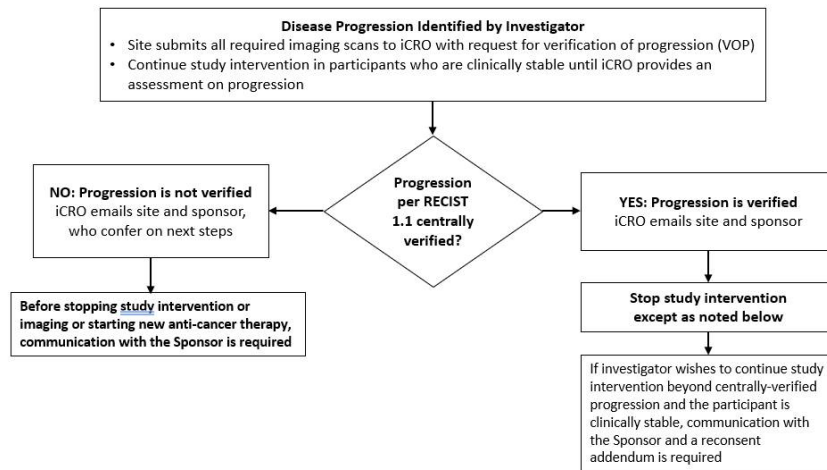 Disease Progression Identified by Investigator
• Site submits all required imaging scans to iCRO with request for verification of progression (VOP)
• Continue study intervention in participants who are clinically stable until iCRO provides an
assessment on progression
Progression
per RECIST
1.1 centrally
verified?
NO: Progression is not verified
iCRO emails site and sponsor,
who confer on next steps
Before stopping study intervention or
imaging or starting new anti-cancer therapy,
communication with the Sponsor is required
YES: Progression is verified
iCRO emails site and sponsor
Stop study intervention
except as noted below
If investigator wishes to continue study
intervention beyond centrally-verified
progression and the participant is
clinically stable, communication with
the Sponsor and a reconsent
addendum is required